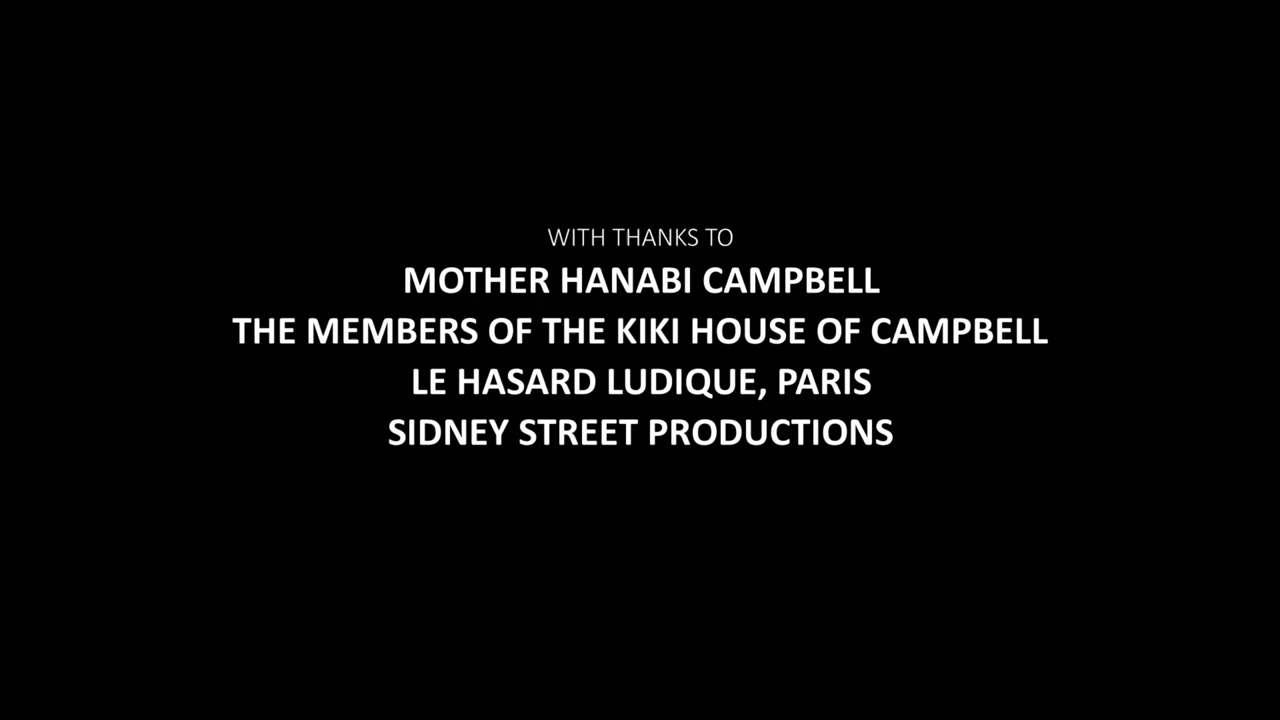 WITH THANKS TO
MOTHER HANABI CAMPBELL
THE MEMBERS OF THE KIKI HOUSE OF CAMPBELL
LE HASARD LUDIQUE, PARIS
SIDNEY STREET PRODUCTIONS